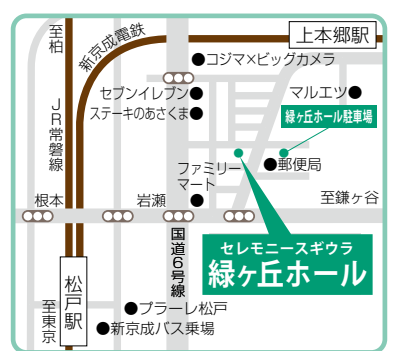 至柏
新京成電鉄
上本郷駅
コジマ×ビッグカメラ
セブンイレブン
マルエツ
ステーキのあさくま
緑ヶ丘ホール駐車場
JR常磐線
ファミリー
マート
郵便局
根本
岩瀬
至鎌ヶ谷
国道6号線
セレモニースギウラ
緑ヶ丘ホール
松戸駅
至東京
プラーレ松戸
新京成バス乗場